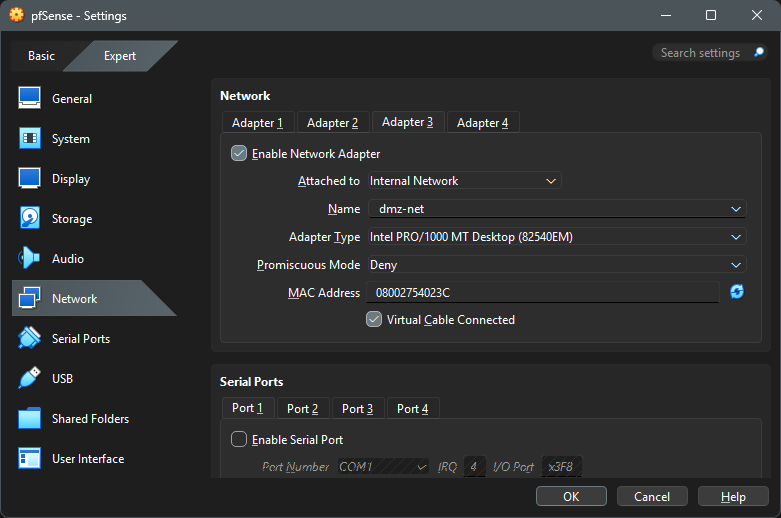 pfSense - Settings
Basic Expert Search settings
General
System
Display
Storage
Audio
Network
Serial Ports
USB
Shared Folders
User Interface
Network
Adapter 1 Adapter 2 Adapter 3 Adapter 4
Enable Network Adapter
Attached to Internal Network
Name dmz-net
Adapter Type Intel PRO/1000 MT Desktop (82540EM)
Promiscuous Mode Deny
MAC Address 08002754023C
Virtual Cable Connected
Serial Ports
Port 1 Port 2 Port 3 Port 4
Enable Serial Port
Port Number COM1 IRQ 4 I/O Port x3F8
OK Cancel Help